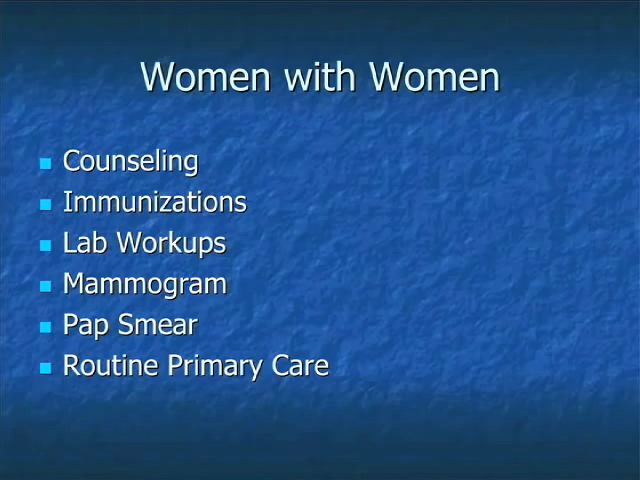 Women with Women
Counseling
Immunizations
Lab Workups
Mammogram
Pap Smear
Routine Primary Care